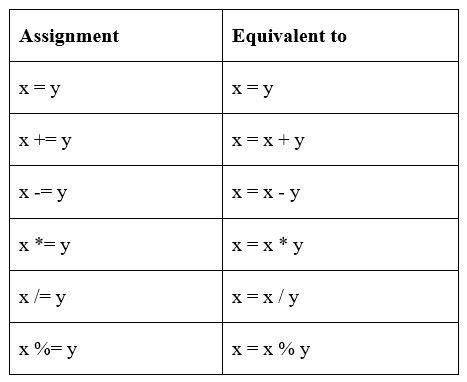 Assignment Equivalent to
x = y x = y
x += y x = x + y
x -= y x = x - y
x *= y x = x * y
x /= y x = x / y
x %= y x = x % y